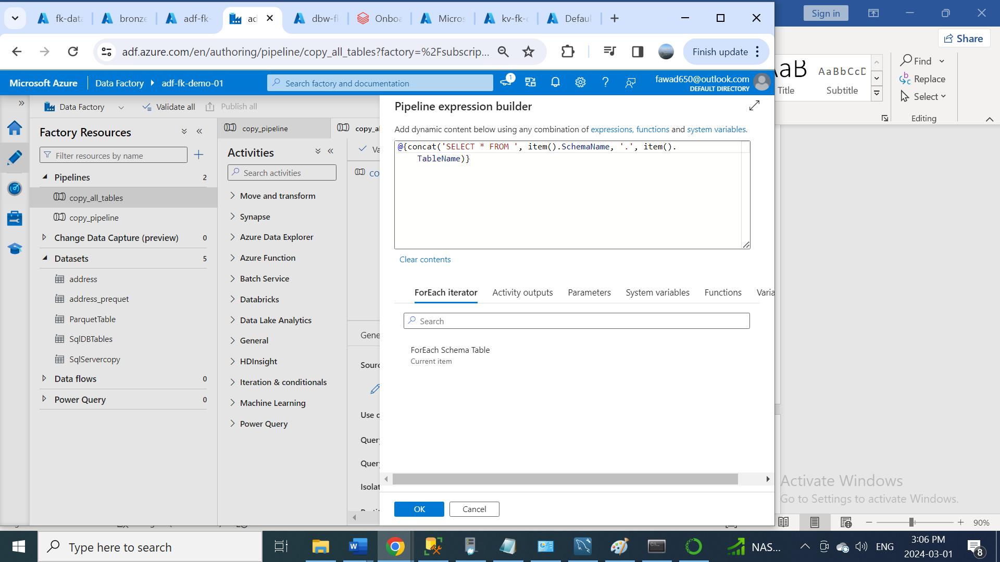 fk-data
bronze
adf-fk-
ad
dbw-fk
Onboa
Micros
kv-fk-
Defaul
Sign in
adf.azure.com/en/authoring/pipeline/copy_all_tables?factory=%2Fsubscrip...
Finish update
Share
Microsoft Azure
Data Factory
adf-fk-demo-01
Search factory and documentation
1
fawad650@outlook.com
DEFAULT DIRECTORY
AaB
AaBbCcD
Title
Subtitle
Find
Replace
Select
Editing
Data Factory
Validate all
Publish all
Factory Resources
Filter resources by name
Pipelines 2
copy_all_tables
copy_pipeline
Change Data Capture (preview) 0
Datasets 5
address
address_prequet
ParquetTable
SqlDBTables
SqlServercopy
Data flows 0
Power Query 0
copy_pipeline
copy_al
Activities
Search activities
Move and transform
Synapse
Azure Data Explorer
Azure Function
Batch Service
Databricks
Data Lake Analytics
General
HDInsight
Iteration & conditionals
Machine Learning
Power Query
Va
co
Gene
Sourc
Use d
Query
Query
Isolat
Pipeline expression builder
Add dynamic content below using any combination of expressions, functions and system variables.
@{concat('SELECT * FROM ', item().SchemaName, '.', item().
TableName)}
Clear contents
ForEach iterator
Activity outputs
Parameters
System variables
Functions
Varia
Search
ForEach Schema Table
Current item
OK
Cancel
Activate Windows
Go to Settings to activate Windows.
90%
Type here to search
NAS...
ENG
3:06 PM
2024-03-01
8